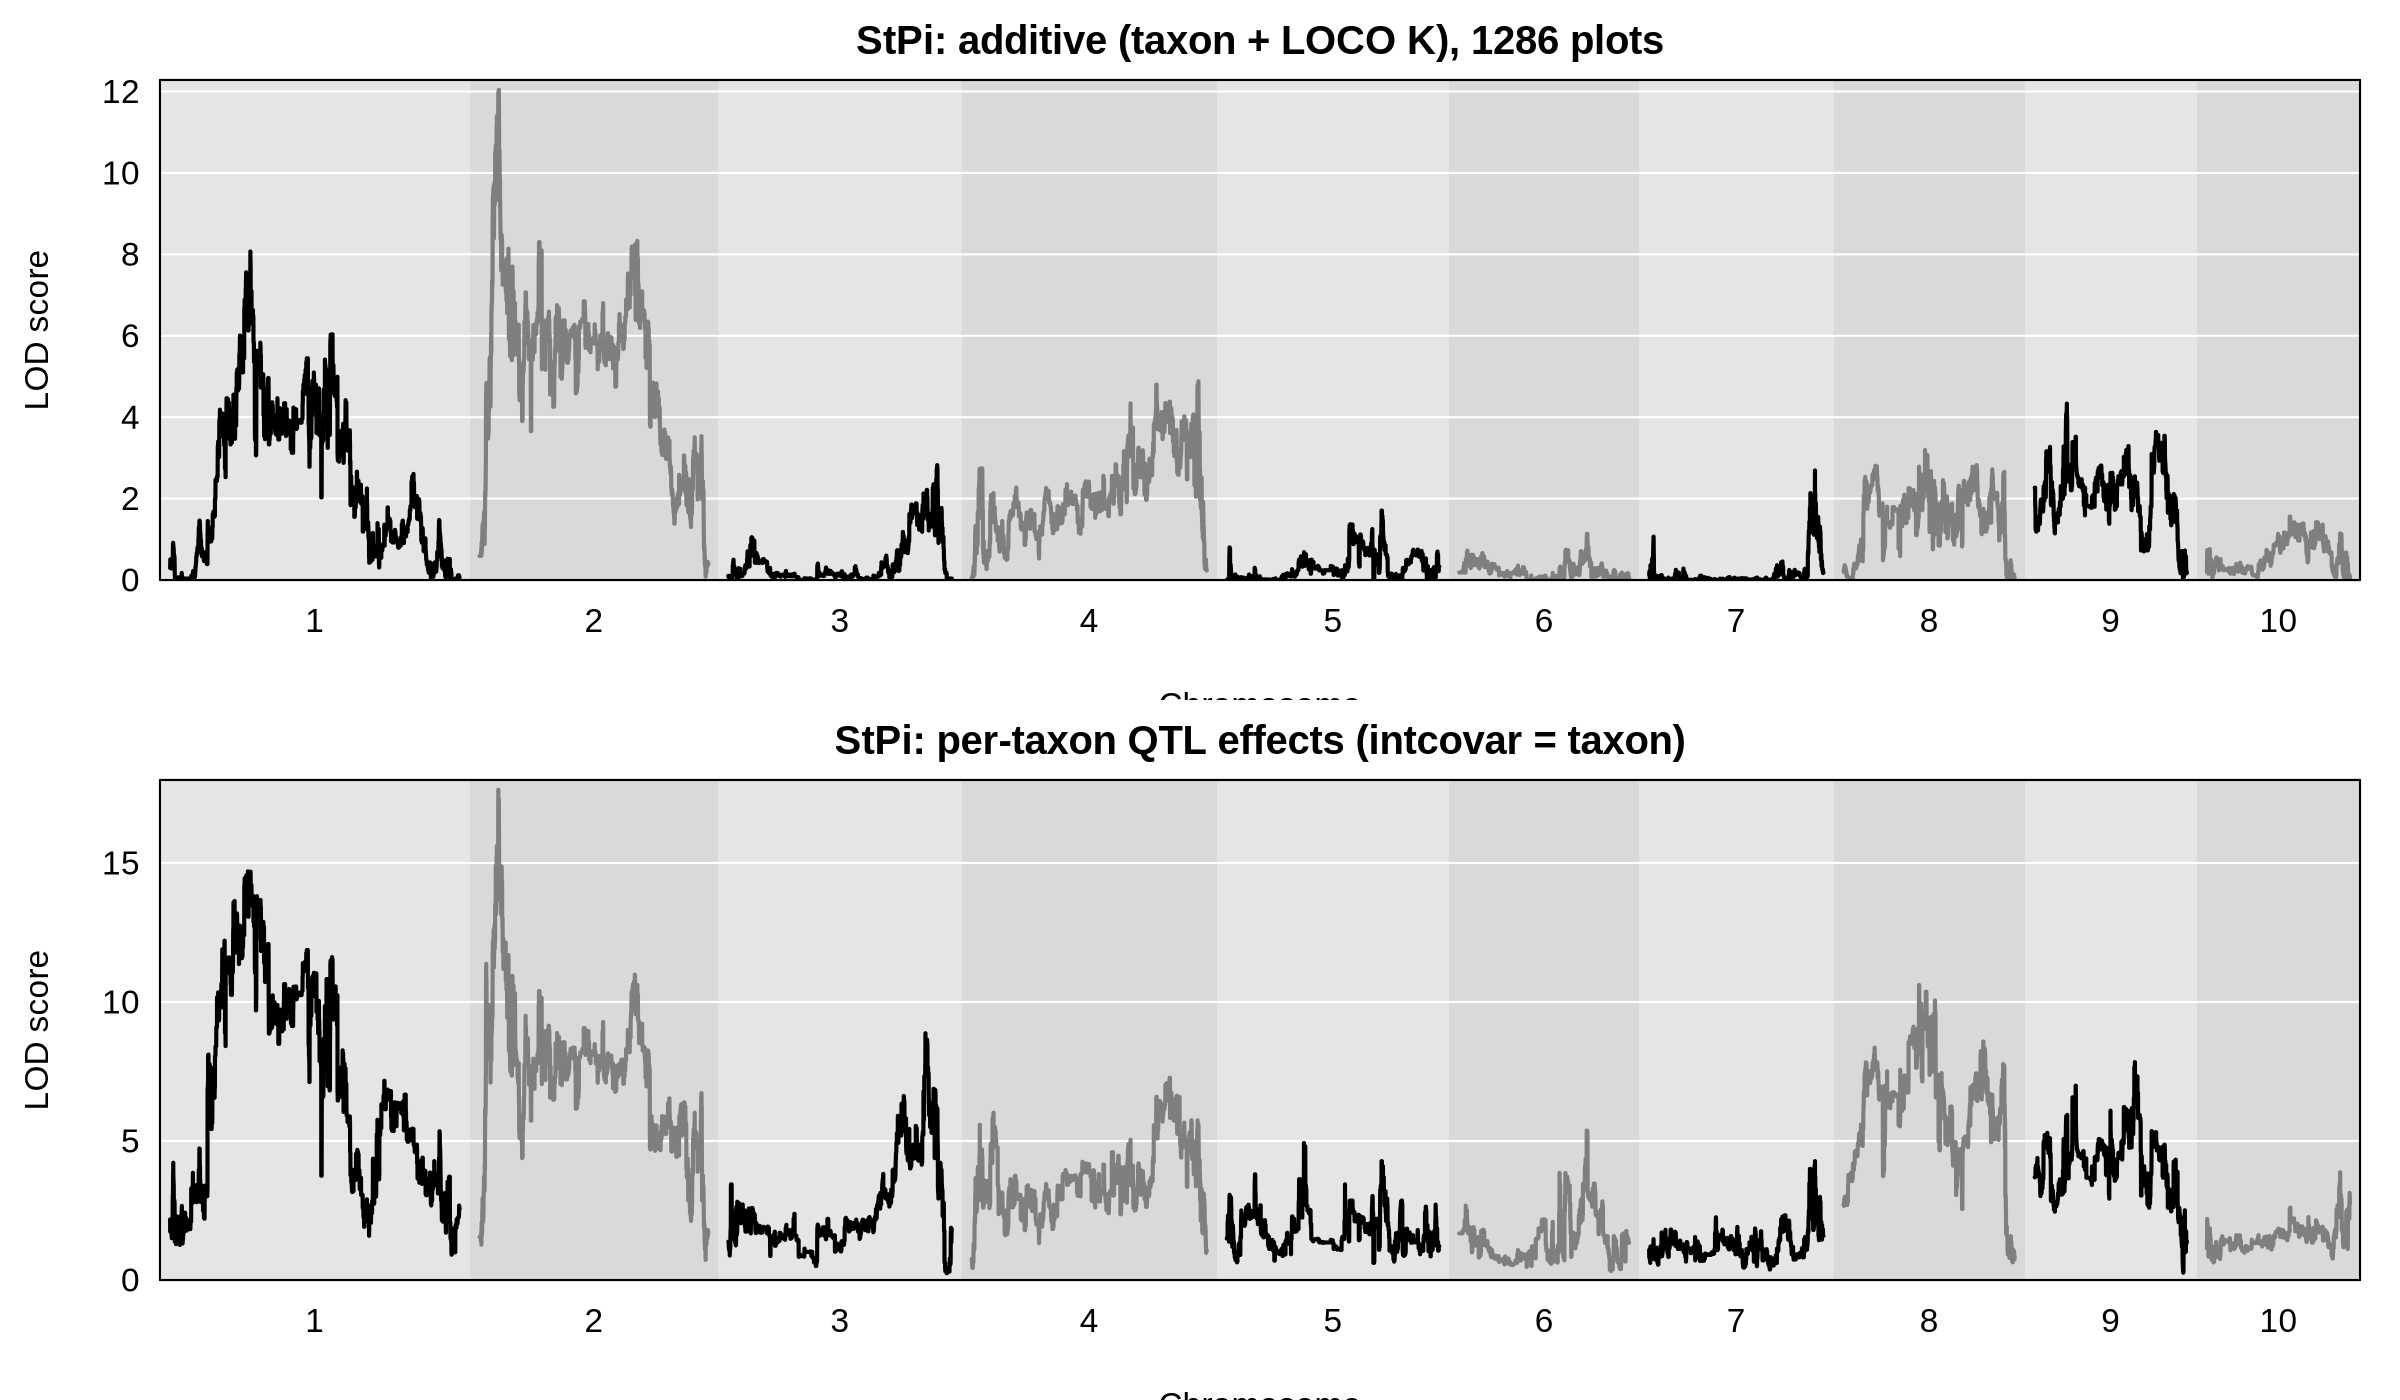 StPi: additive (taxon + LOCO K), 1286 plots
12
10
8
6
4
2
0
LOD score
1 2 3 4 5 6 7 8 9 10
Chromosome
StPi: per-taxon QTL effects (intcovar = taxon)
15
10
5
0
LOD score
1 2 3 4 5 6 7 8 9 10
Chromosome